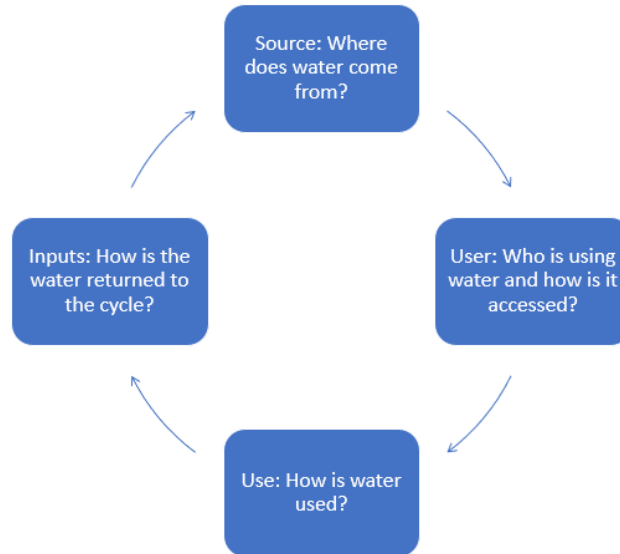 Source: Where
does water come
from?
User: Who is using
water and how is it
accessed?
Use: How is water
used?
Inputs: How is the
water returned to
the cycle?